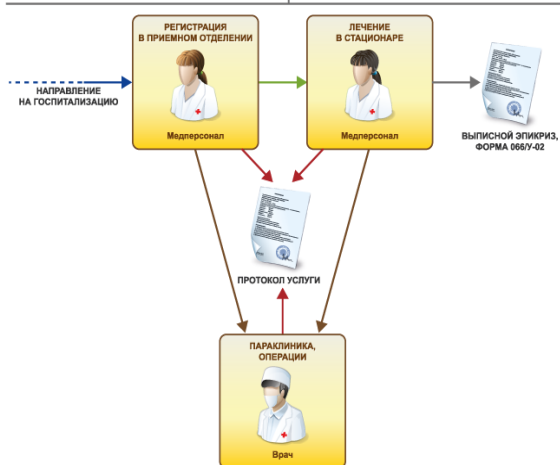 РЕГИСТРАЦИЯ
В ПРИЕМНОМ ОТДЕЛЕНИИ
Медперсонал
ЛЕЧЕНИЕ
В СТАЦИОНАРЕ
Медперсонал
НАПРАВЛЕНИЕ
НА ГОСПИТАЛИЗАЦИЮ
ВЫПИСНОЙ ЭПИКРИЗ,
ФОРМА 066/У-02
ПРОТОКОЛ УСЛУГИ
ПАРАКЛИНИКА,
ОПЕРАЦИИ
Врач